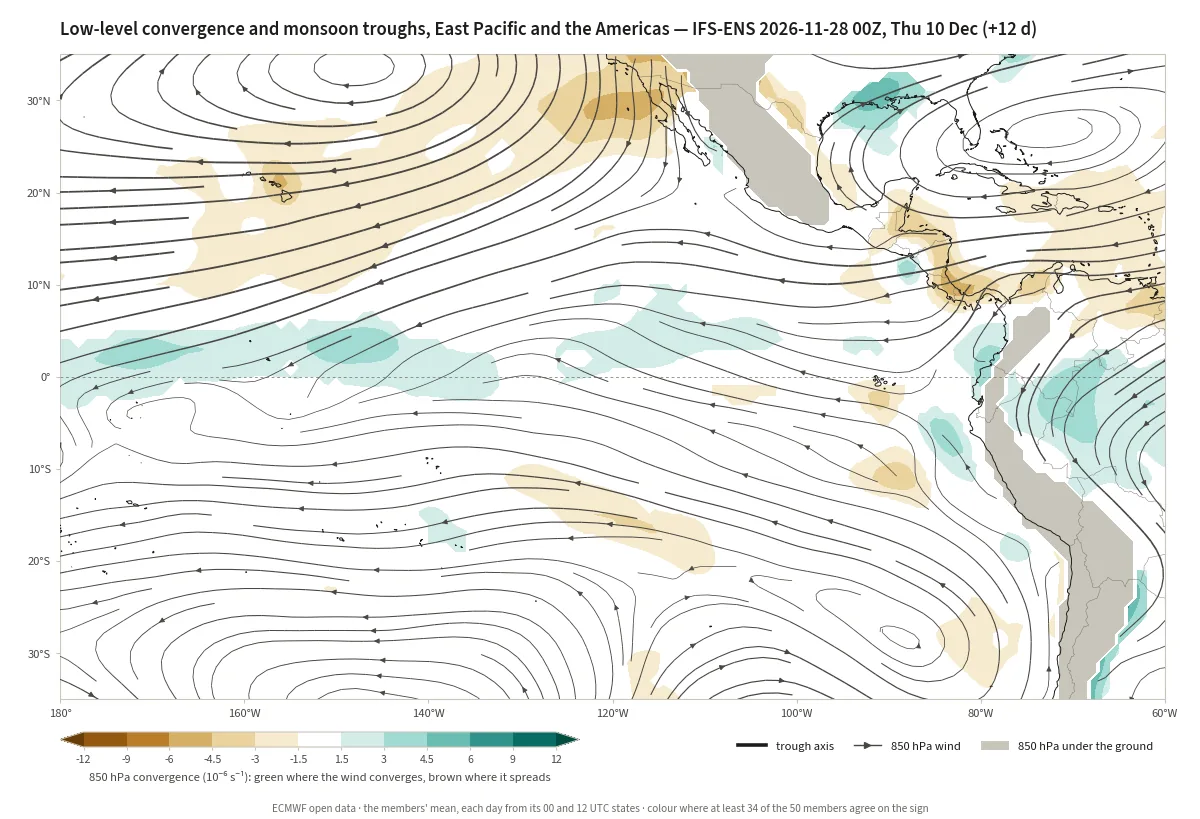 Low-level convergence and monsoon troughs, East Pacific and the Americas — IFS-ENS 2026-11-28 00Z, Thu 10 Dec (+12 d)
30°N
20°N
10°N
0°
10°S
20°S
30°S
180° 160°W 140°W 120°W 100°W 80°W 60°W
-12 -9 -6 -4.5 -3 -1.5 1.5 3 4.5 6 9 12
850 hPa convergence (10⁻⁶ s⁻¹): green where the wind converges, brown where it spreads
trough axis 850 hPa wind 850 hPa under the ground
ECMWF open data · the members' mean, each day from its 00 and 12 UTC states · colour where at least 34 of the 50 members agree on the sign